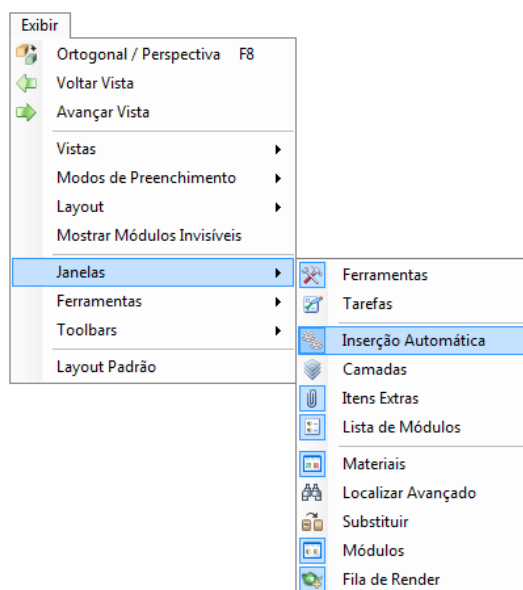 Exibir
Ortogonal / Perspectiva F8
Voltar Vista
Avançar Vista
Vistas
Modos de Preenchimento
Layout
Mostrar Módulos Invisíveis
Janelas
Ferramentas
Toolbars
Layout Padrão
Ferramentas
Tarefas
Inserção Automática
Camadas
Itens Extras
Lista de Módulos
Materiais
Localizar Avançado
Substituir
Módulos
Fila de Render